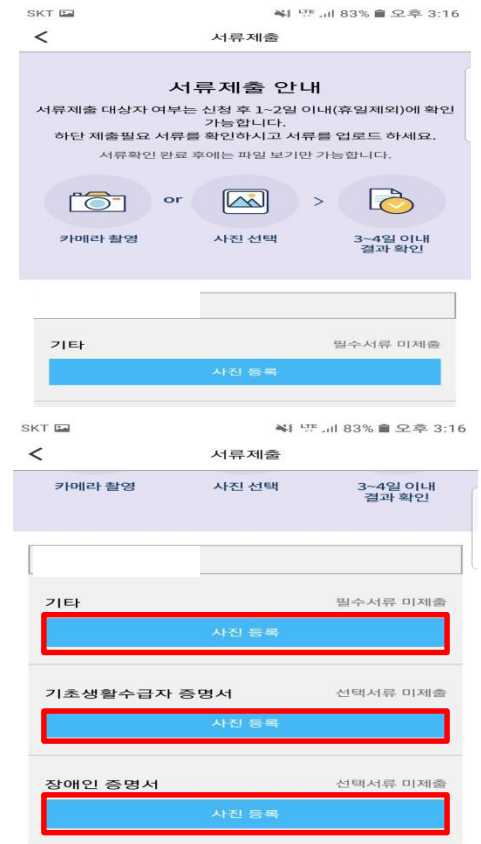 SKT LTE 83% 오후 3:16
< 서류제출
서류제출 안내
서류제출 대상자 여부는 신청 후 1~2일 이내(휴일제외)에 확인
가능합니다.
하단 제출필요 서류를 확인하시고 서류를 업로드 하세요.
서류확인 완료 후에는 파일 보기만 가능합니다.
or >
카메라 촬영 사진 선택 3~4일 이내
결과 확인
기타 필수서류 미제출
사진 등록
SKT LTE 83% 오후 3:16
< 서류제출
카메라 촬영 사진 선택 3~4일 이내
결과 확인
기타 필수서류 미제출
사진 등록
기초생활수급자 증명서 선택서류 미제출
사진 등록
장애인 증명서 선택서류 미제출
사진 등록